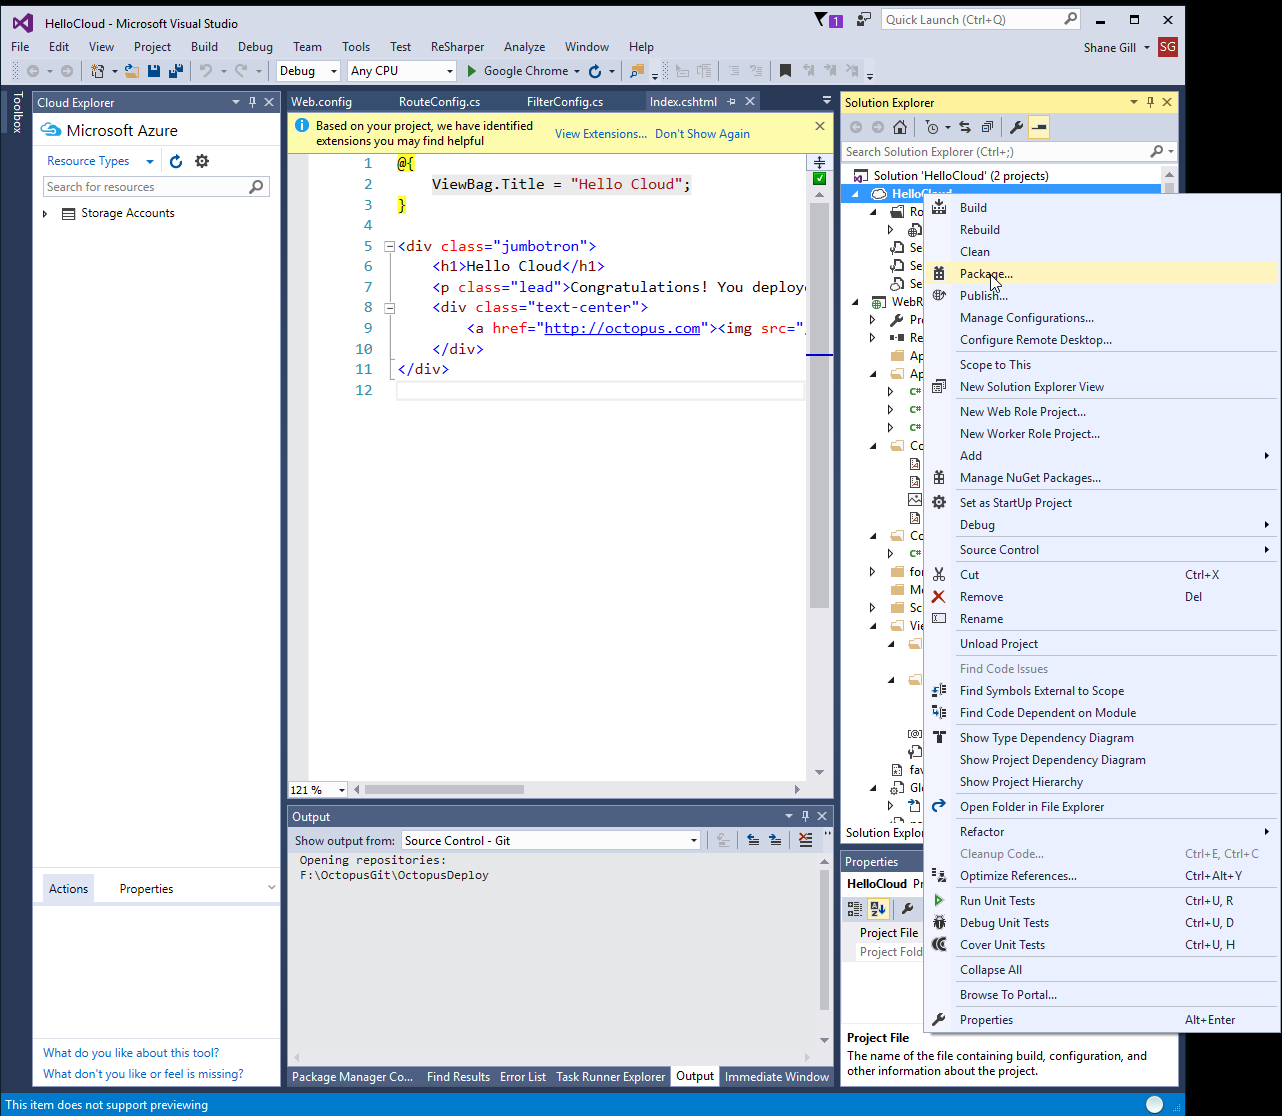 HelloCloud - Microsoft Visual Studio
1
Quick Launch (Ctrl+Q)
File Edit View Project Build Debug Team Tools Test ReSharper Analyze Window Help
Shane Gill SG
Debug Any CPU Google Chrome
Toolbox
Cloud Explorer
Microsoft Azure
Resource Types
Search for resources
Storage Accounts
Actions Properties
What do you like about this tool?
What don't you like or feel is missing?
Web.config RouteConfig.cs FilterConfig.cs Index.cshtml
Based on your project, we have identified
extensions you may find helpful
View Extensions... Don't Show Again
1 @{
2 ViewBag.Title = "Hello Cloud";
3 }
4
5 <div class="jumbotron">
6 <h1>Hello Cloud</h1>
7 <p class="lead">Congratulations! You deploye
8 <div class="text-center">
9 <a href="http://octopus.com"><img src="/
10 </div>
11 </div>
12
121 %
Output
Show output from: Source Control - Git
Opening repositories:
F:\OctopusGit\OctopusDeploy
Package Manager Co... Find Results Error List Task Runner Explorer Output Immediate Window
Solution Explorer
Search Solution Explorer (Ctrl+;)
Solution 'HelloCloud' (2 projects)
HelloCloud
Ro
Se
Se
Se
WebR
Pr
Re
Ap
Ap
C#
C#
C#
Co
Co
C#
for
Mo
Sc
Vie
[@]
fav
Glo
Solution Explor
Build
Rebuild
Clean
Package...
Publish...
Manage Configurations...
Configure Remote Desktop...
Scope to This
New Solution Explorer View
New Web Role Project...
New Worker Role Project...
Add
Manage NuGet Packages...
Set as StartUp Project
Debug
Source Control
Cut Ctrl+X
Remove Del
Rename
Unload Project
Find Code Issues
Find Symbols External to Scope
Find Code Dependent on Module
Show Type Dependency Diagram
Show Project Dependency Diagram
Show Project Hierarchy
Open Folder in File Explorer
Refactor
Cleanup Code... Ctrl+E, Ctrl+C
Optimize References... Ctrl+Alt+Y
Run Unit Tests Ctrl+U, R
Debug Unit Tests Ctrl+U, D
Cover Unit Tests Ctrl+U, H
Collapse All
Browse To Portal...
Properties Alt+Enter
Properties
HelloCloud Pr
Project File
Project Fold
Project File
The name of the file containing build, configuration, and
other information about the project.
This item does not support previewing